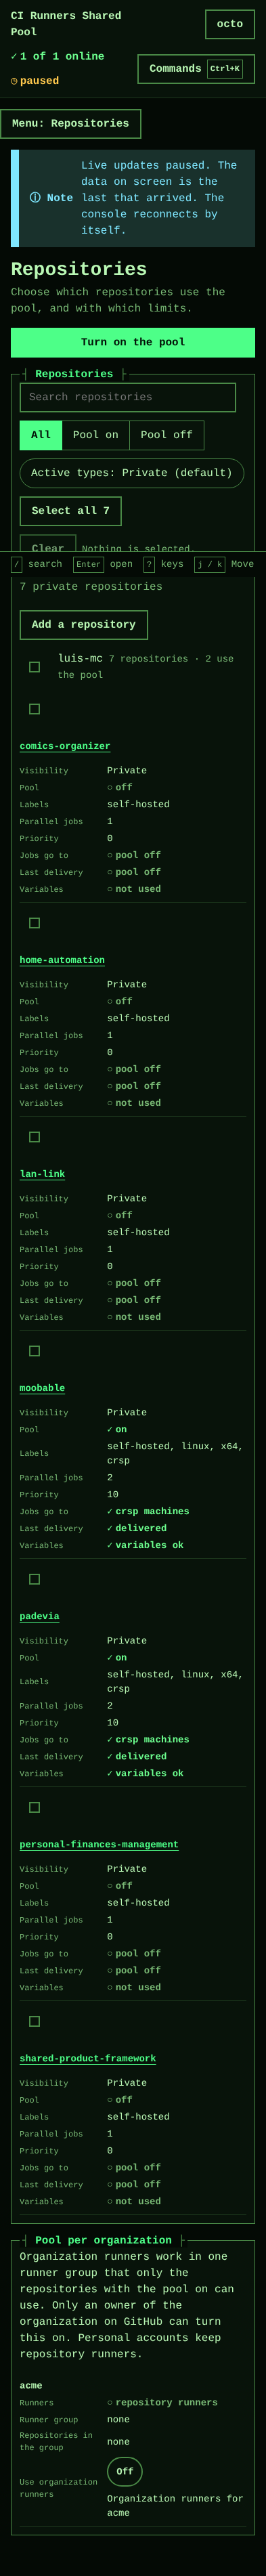 CI Runners Shared
Pool
octo
✓ 1 of 1 online
◷ paused
Commands Ctrl+K
Menu: Repositories
ⓘ Note
Live updates paused. The
data on screen is the
last that arrived. The
console reconnects by
itself.
Repositories
Choose which repositories use the
pool, and with which limits.
Turn on the pool
┤ Repositories ├
Search repositories
All Pool on Pool off
Active types: Private (default)
Select all 7
Clear Nothing is selected.
/ search Enter open ? keys j / k Move
7 private repositories
Add a repository
luis-mc 7 repositories · 2 use
the pool
comics-organizer
Visibility Private
Pool ○ off
Labels self-hosted
Parallel jobs 1
Priority 0
Jobs go to ○ pool off
Last delivery ○ pool off
Variables ○ not used
home-automation
Visibility Private
Pool ○ off
Labels self-hosted
Parallel jobs 1
Priority 0
Jobs go to ○ pool off
Last delivery ○ pool off
Variables ○ not used
lan-link
Visibility Private
Pool ○ off
Labels self-hosted
Parallel jobs 1
Priority 0
Jobs go to ○ pool off
Last delivery ○ pool off
Variables ○ not used
moobable
Visibility Private
Pool ✓ on
Labels self-hosted, linux, x64,
crsp
Parallel jobs 2
Priority 10
Jobs go to ✓ crsp machines
Last delivery ✓ delivered
Variables ✓ variables ok
padevia
Visibility Private
Pool ✓ on
Labels self-hosted, linux, x64,
crsp
Parallel jobs 2
Priority 10
Jobs go to ✓ crsp machines
Last delivery ✓ delivered
Variables ✓ variables ok
personal-finances-management
Visibility Private
Pool ○ off
Labels self-hosted
Parallel jobs 1
Priority 0
Jobs go to ○ pool off
Last delivery ○ pool off
Variables ○ not used
shared-product-framework
Visibility Private
Pool ○ off
Labels self-hosted
Parallel jobs 1
Priority 0
Jobs go to ○ pool off
Last delivery ○ pool off
Variables ○ not used
┤ Pool per organization ├
Organization runners work in one
runner group that only the
repositories with the pool on can
use. Only an owner of the
organization on GitHub can turn
this on. Personal accounts keep
repository runners.
acme
Runners ○ repository runners
Runner group none
Repositories in
the group
none
Use organization
runners
Off
Organization runners for
acme